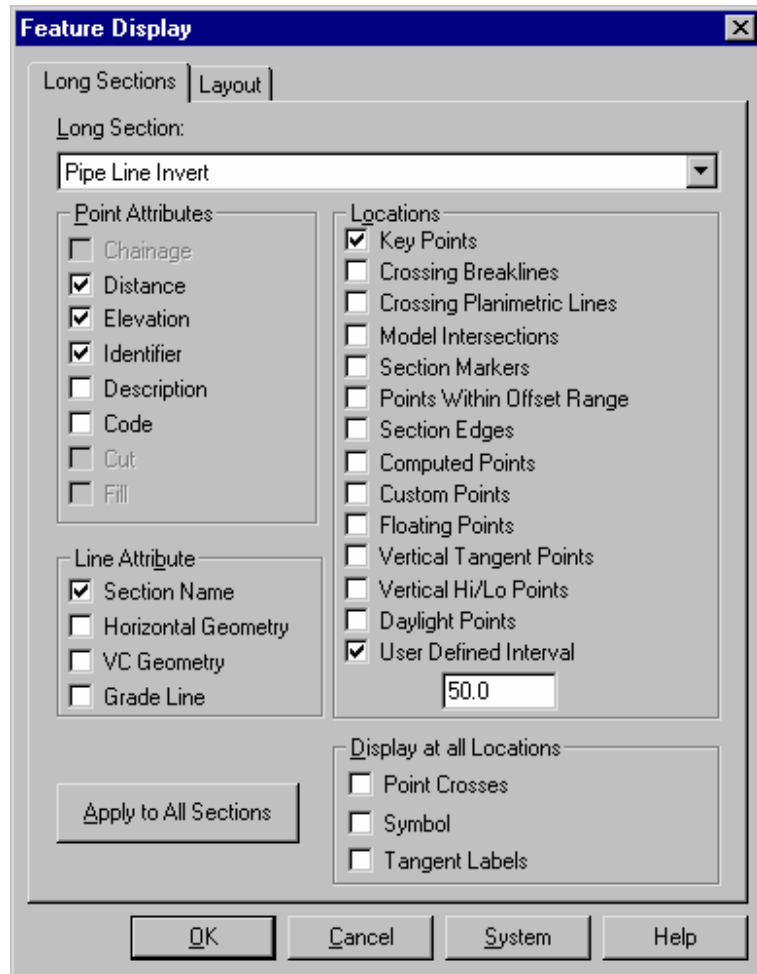 Feature Display
Long Sections
Layout
Long Section:
Pipe Line Invert
Point Attributes
Chainage
Distance
Elevation
Identifier
Description
Code
Cut
Fill
Line Attribute
Section Name
Horizontal Geometry
VC Geometry
Grade Line
Apply to All Sections
Locations
Key Points
Crossing Breaklines
Crossing Planimetric Lines
Model Intersections
Section Markers
Points Within Offset Range
Section Edges
Computed Points
Custom Points
Floating Points
Vertical Tangent Points
Vertical Hi/Lo Points
Daylight Points
User Defined Interval
50.0
Display at all Locations
Point Crosses
Symbol
Tangent Labels
OK
Cancel
System
Help